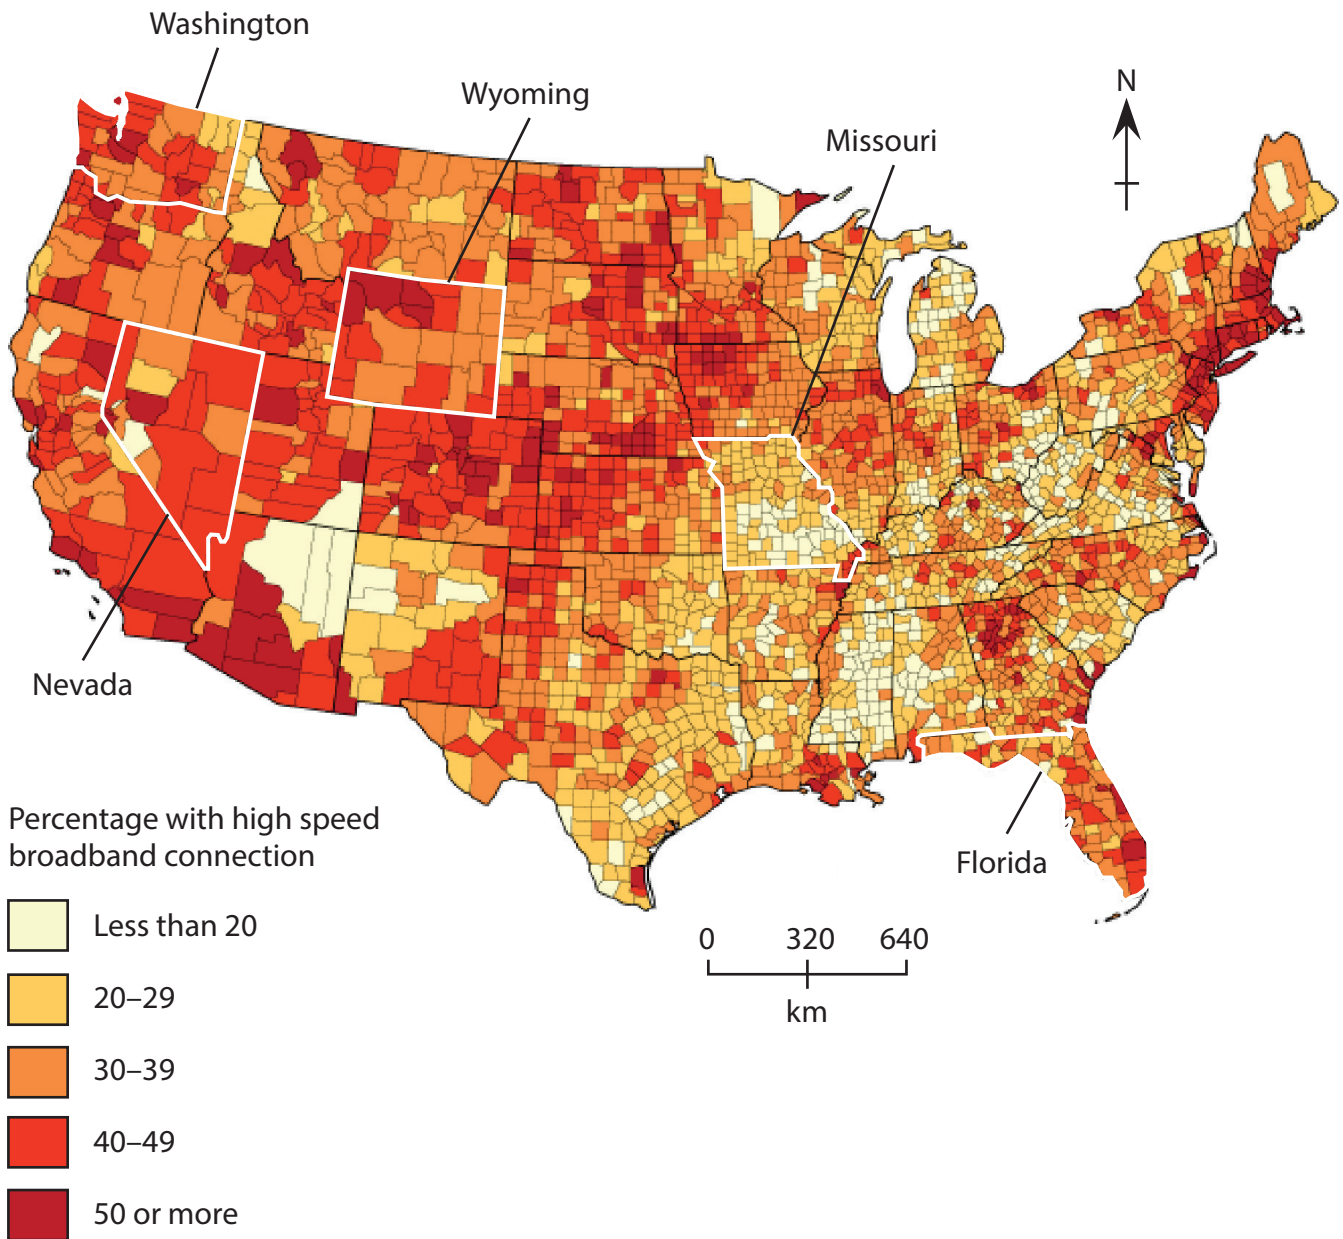 Washington
Wyoming
Missouri
N
Nevada
Florida
Percentage with high speed
broadband connection
Less than 20
20–29
30–39
40–49
50 or more
0 320 640
km